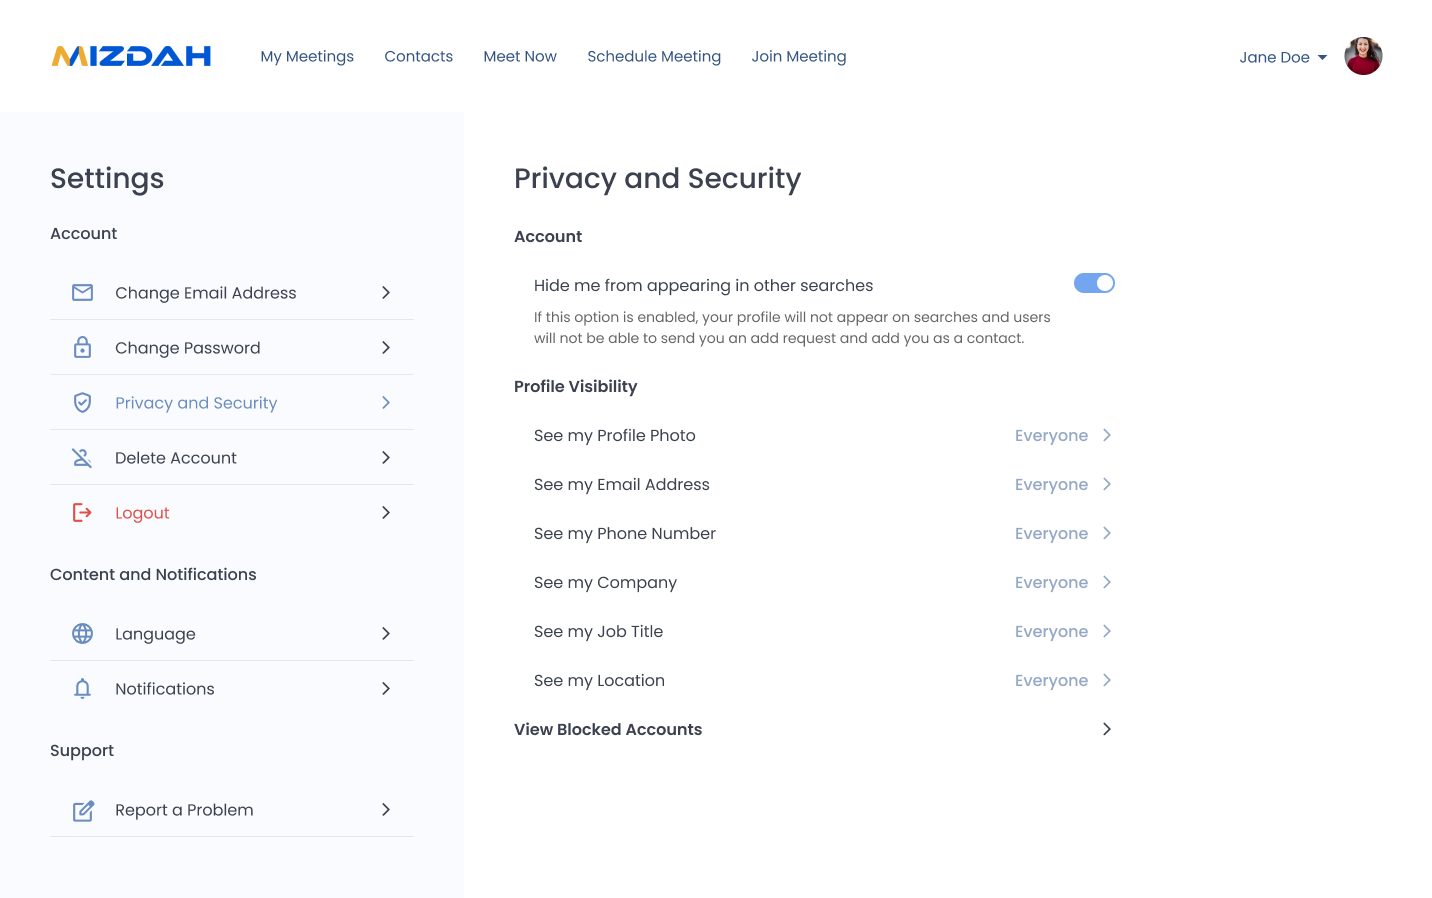 MIZDAH
My Meetings
Contacts
Meet Now
Schedule Meeting
Join Meeting
Jane Doe
Settings
Account
Change Email Address
Change Password
Privacy and Security
Delete Account
Logout
Content and Notifications
Language
Notifications
Support
Report a Problem
Privacy and Security
Account
Hide me from appearing in other searches
If this option is enabled, your profile will not appear on searches and users
will not be able to send you an add request and add you as a contact.
Profile Visibility
See my Profile Photo
Everyone
See my Email Address
Everyone
See my Phone Number
Everyone
See my Company
Everyone
See my Job Title
Everyone
See my Location
Everyone
View Blocked Accounts